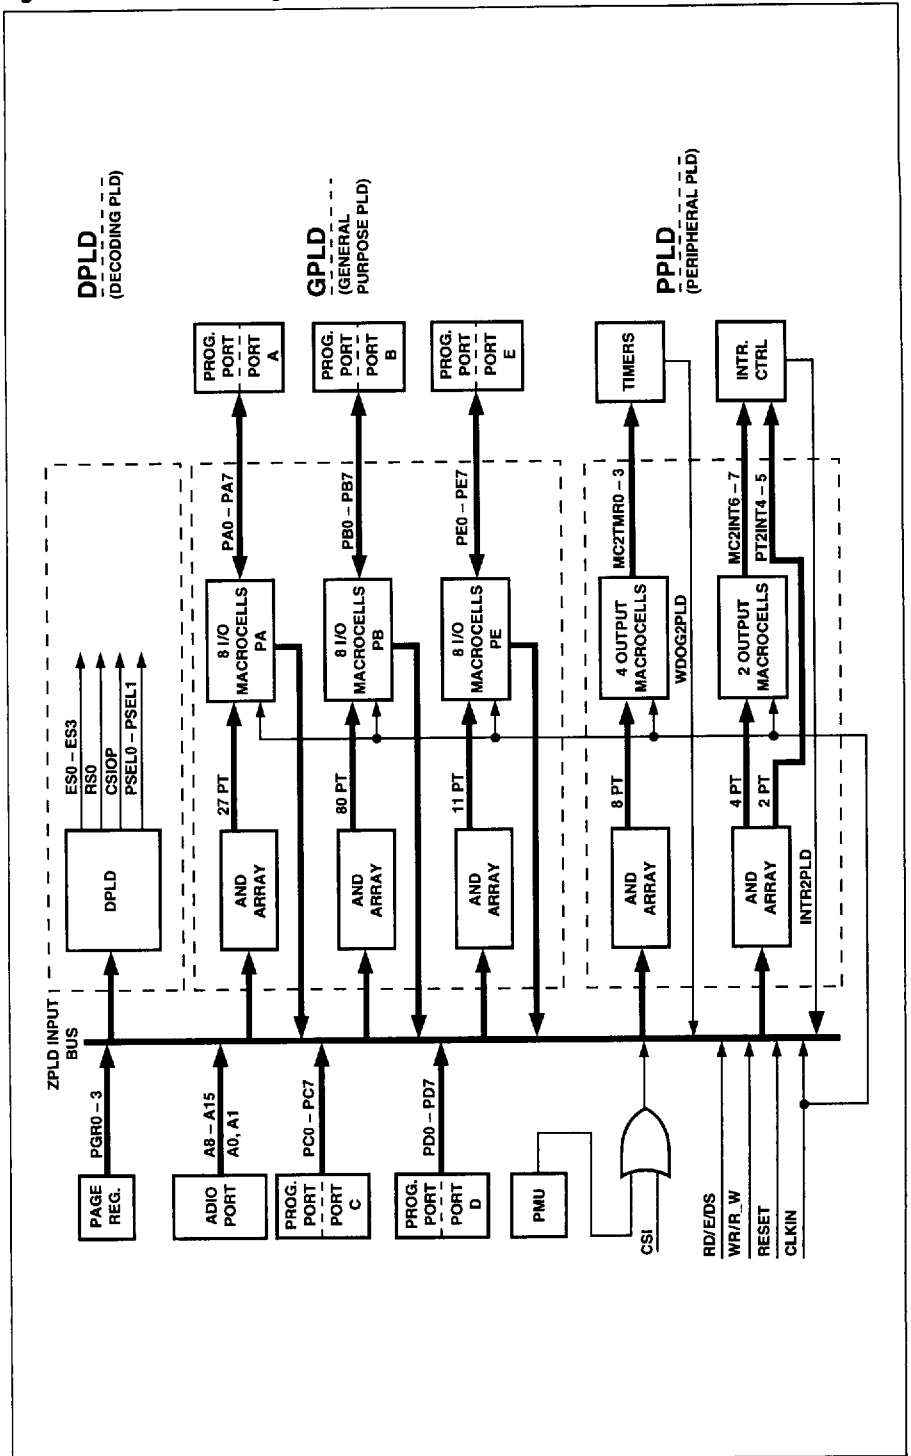 ZPLD INPUT
BUS
PAGE
REG.
PGR0 – 3
ADIO
PORT
A8 – A15
A0, A1
PROG.
PORT
PORT
C
PC0 – PC7
PROG.
PORT
PORT
D
PD0 – PD7
PMU
CSI
RD/E/DS
WR/R_W
RESET
CLKIN
DPLD
ES0 – ES3
RS0
CSIOP
PSEL0 – PSEL1
DPLD
(DECODING PLD)
AND
ARRAY
27 PT
8 I/O
MACROCELLS
PA
PA0 – PA7
PROG.
PORT
PORT
A
AND
ARRAY
80 PT
8 I/O
MACROCELLS
PB
PB0 – PB7
PROG.
PORT
PORT
B
GPLD
(GENERAL
PURPOSE PLD)
AND
ARRAY
11 PT
8 I/O
MACROCELLS
PE
PE0 – PE7
PROG.
PORT
PORT
E
AND
ARRAY
8 PT
4 OUTPUT
MACROCELLS
MC2TMR0 – 3
TIMERS
WDOG2PLD
PPLD
(PERIPHERAL PLD)
AND
ARRAY
4 PT
2 PT
2 OUTPUT
MACROCELLS
MC2INT6 – 7
PT2INT4 – 5
INTR.
CTRL
INTR2PLD